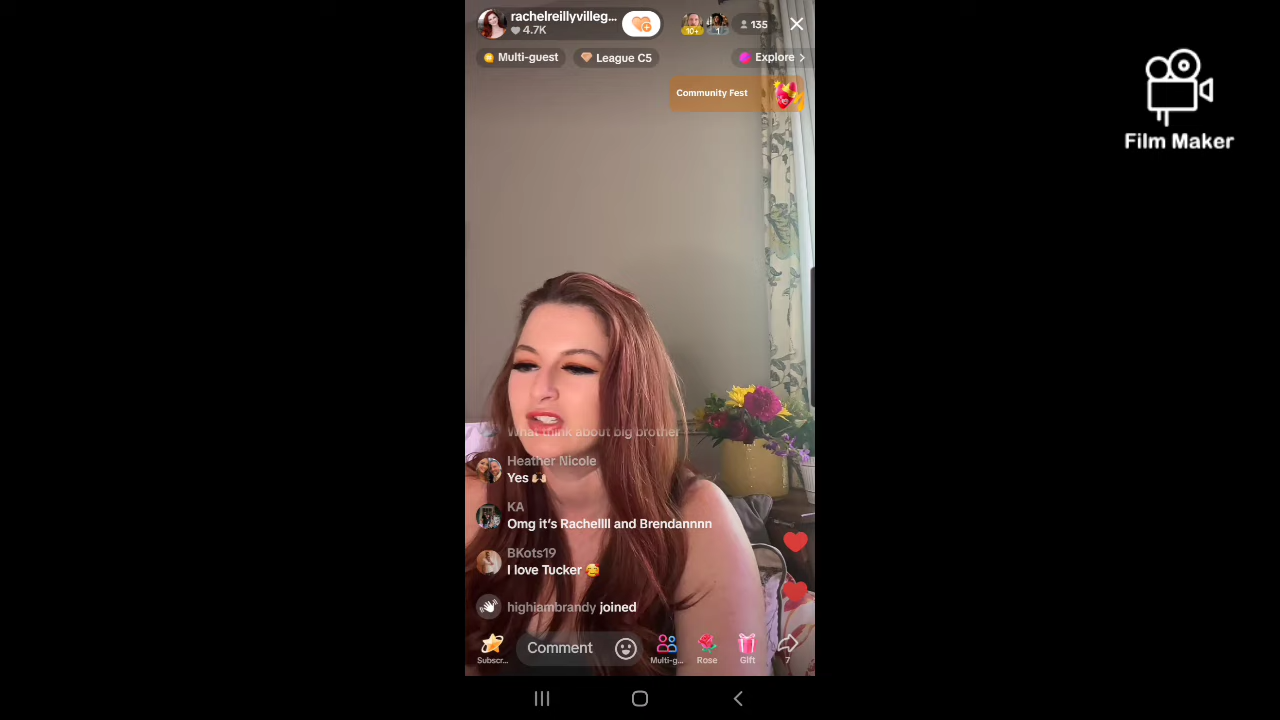 rachelreillyvilleg...
4.7K
10+
1
135
Multi-guest
League C5
Explore
Community Fest
What think about big brother
Heather Nicole
Yes 🙌🏻
KA
Omg it's Rachellll and Brendannnn
BKots19
I love Tucker 🥰
highiambrandy joined
Comment
Subscr...
Multi-g...
Rose
Gift
7
Film Maker